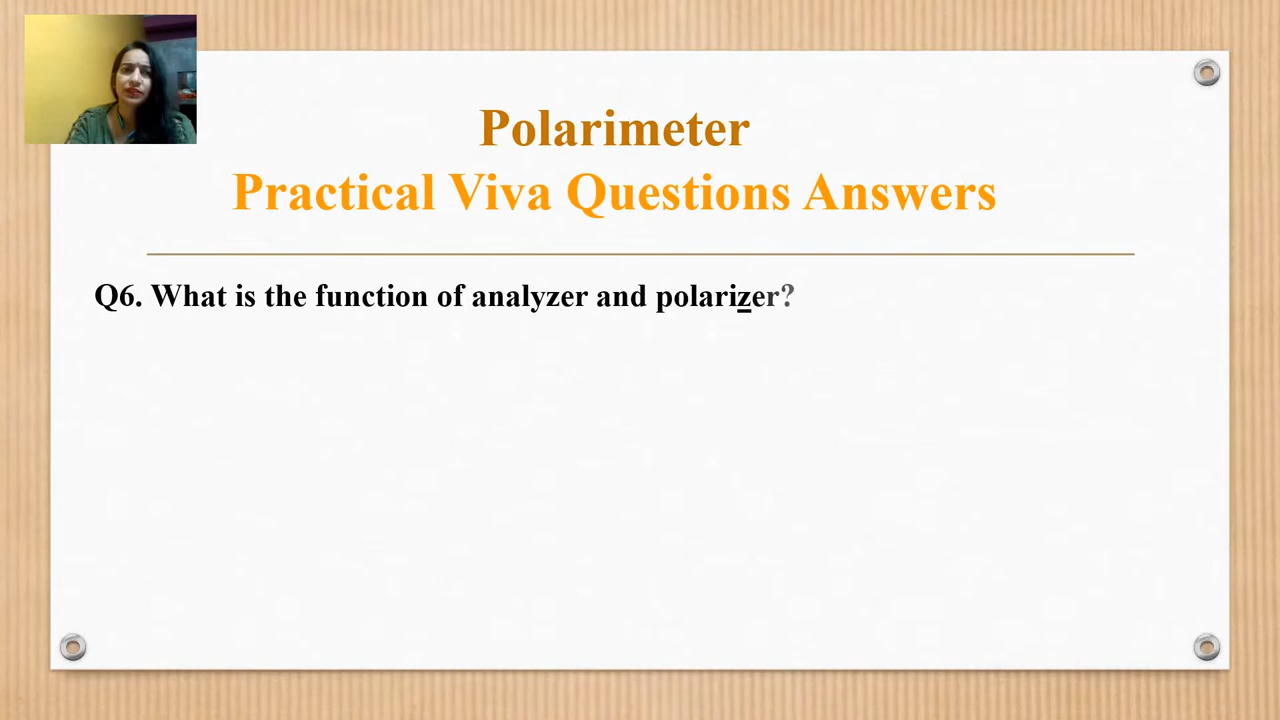 Polarimeter
Practical Viva Questions Answers
Q6. What is the function of analyzer and polarizer?